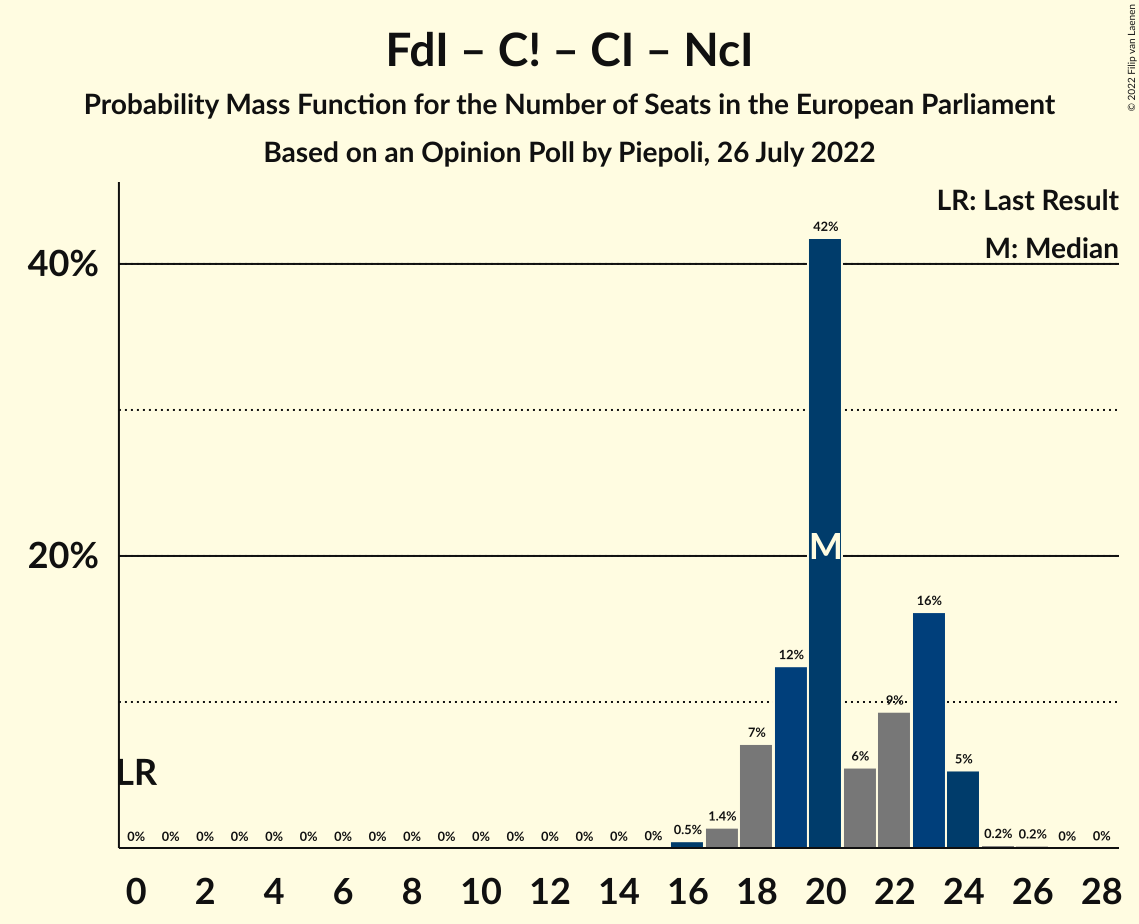 FdI – C! – CI – NcI
Probability Mass Function for the Number of Seats in the European Parliament
Based on an Opinion Poll by Piepoli, 26 July 2022
© 2022 Filip van Laenen
LR: Last Result
M: Median
40%
20%
42%
M
16%
12%
9%
7%
6%
5%
LR
0% 0% 0% 0% 0% 0% 0% 0% 0% 0% 0% 0% 0% 0% 0% 0% 0.5% 1.4% 0.2% 0.2% 0% 0%
0 2 4 6 8 10 12 14 16 18 20 22 24 26 28